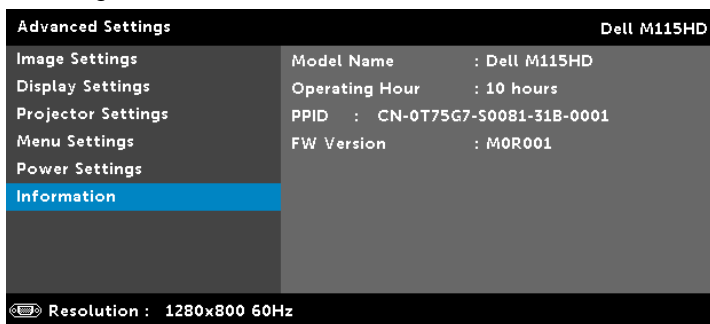 Advanced Settings Dell M115HD
Image Settings
Display Settings
Projector Settings
Menu Settings
Power Settings
Information
Model Name : Dell M115HD
Operating Hour : 10 hours
PPID : CN-0T75G7-S0081-31B-0001
FW Version : M0R001
Resolution : 1280x800 60Hz